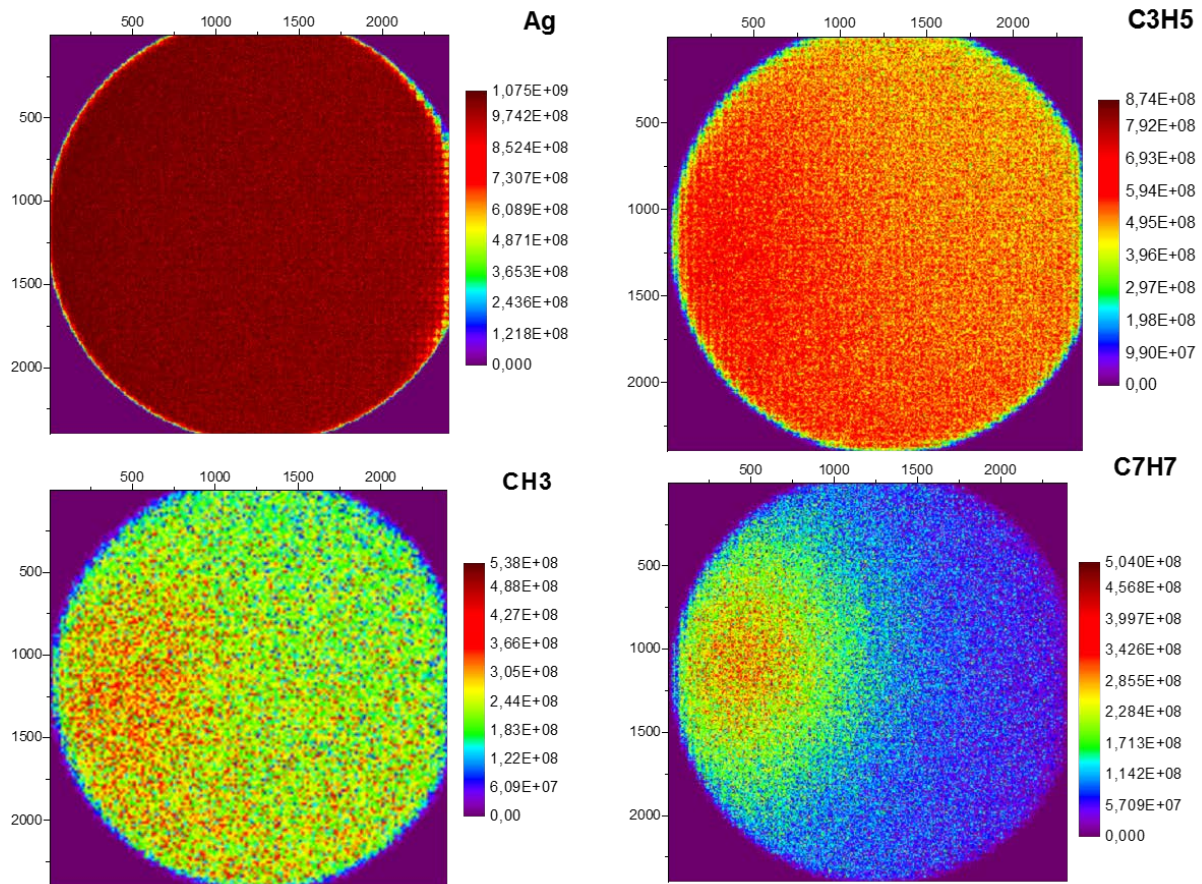 Ag
500 1000 1500 2000
500
1000
1500
2000
1,075E+09
9,742E+08
8,524E+08
7,307E+08
6,089E+08
4,871E+08
3,653E+08
2,436E+08
1,218E+08
0,000
C3H5
500 1000 1500 2000
500
1000
1500
2000
8,74E+08
7,92E+08
6,93E+08
5,94E+08
4,95E+08
3,96E+08
2,97E+08
1,98E+08
9,90E+07
0,00
CH3
500 1000 1500 2000
500
1000
1500
2000
5,38E+08
4,88E+08
4,27E+08
3,66E+08
3,05E+08
2,44E+08
1,83E+08
1,22E+08
6,09E+07
0,00
C7H7
500 1000 1500 2000
500
1000
1500
2000
5,040E+08
4,568E+08
3,997E+08
3,426E+08
2,855E+08
2,284E+08
1,713E+08
1,142E+08
5,709E+07
0,000